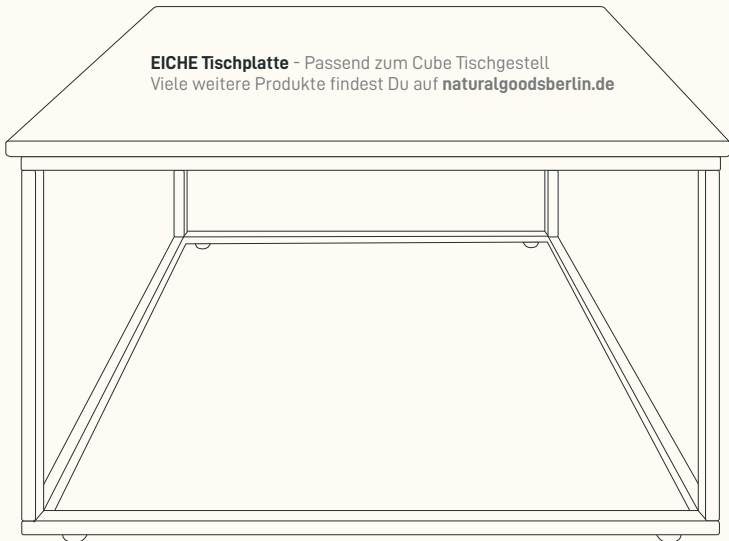 EICHE Tischplatte - Passend zum Cube Tischgestell
Viele weitere Produkte findest Du auf naturalgoodsberlin.de